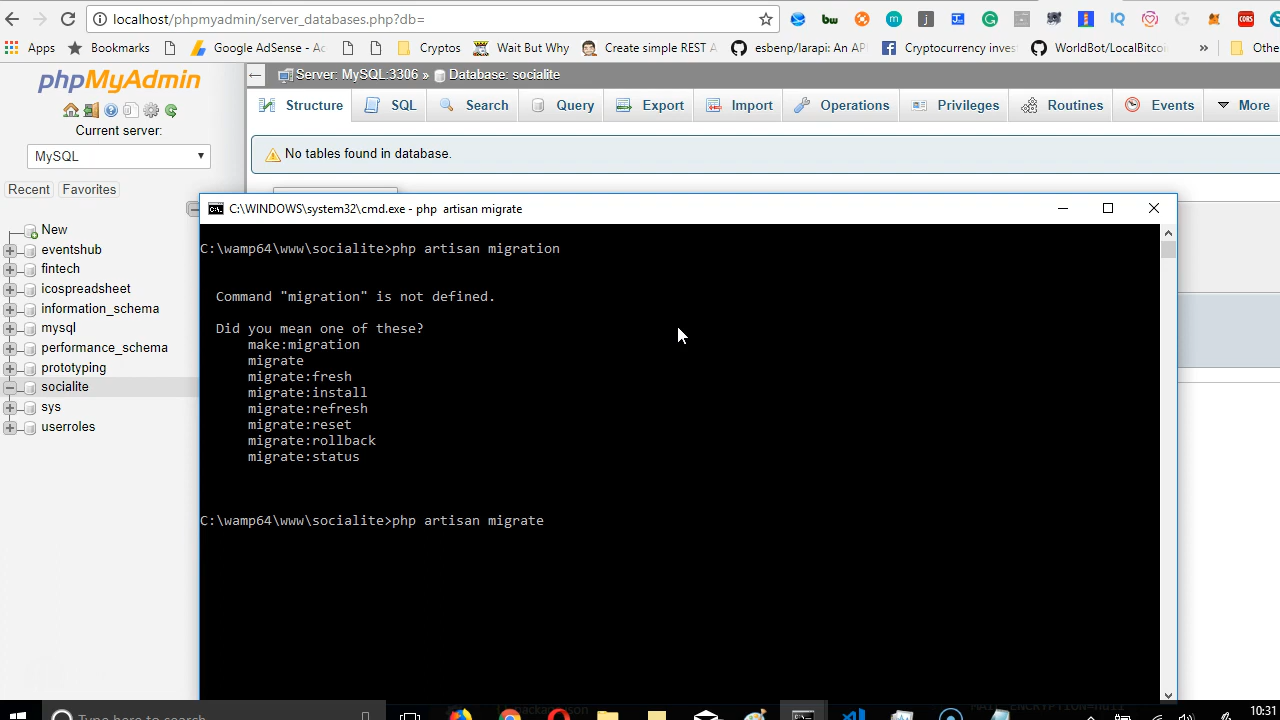 localhost/phpmyadmin/server_databases.php?db=
Apps Bookmarks Google AdSense - Ac Cryptos Wait But Why Create simple REST A esbenp/larapi: An AP Cryptocurrency inves WorldBot/LocalBitcoi » Othe
phpMyAdmin
Current server:
MySQL
Recent Favorites
New
eventshub
fintech
icospreadsheet
information_schema
mysql
performance_schema
prototyping
socialite
sys
userroles
Server: MySQL:3306 » Database: socialite
Structure SQL Search Query Export Import Operations Privileges Routines Events More
No tables found in database.
C:\WINDOWS\system32\cmd.exe - php  artisan migrate
C:\wamp64\www\socialite>php artisan migration
Command "migration" is not defined.
Did you mean one of these?
make:migration
migrate
migrate:fresh
migrate:install
migrate:refresh
migrate:reset
migrate:rollback
migrate:status
C:\wamp64\www\socialite>php artisan migrate
Type here to search
10:31